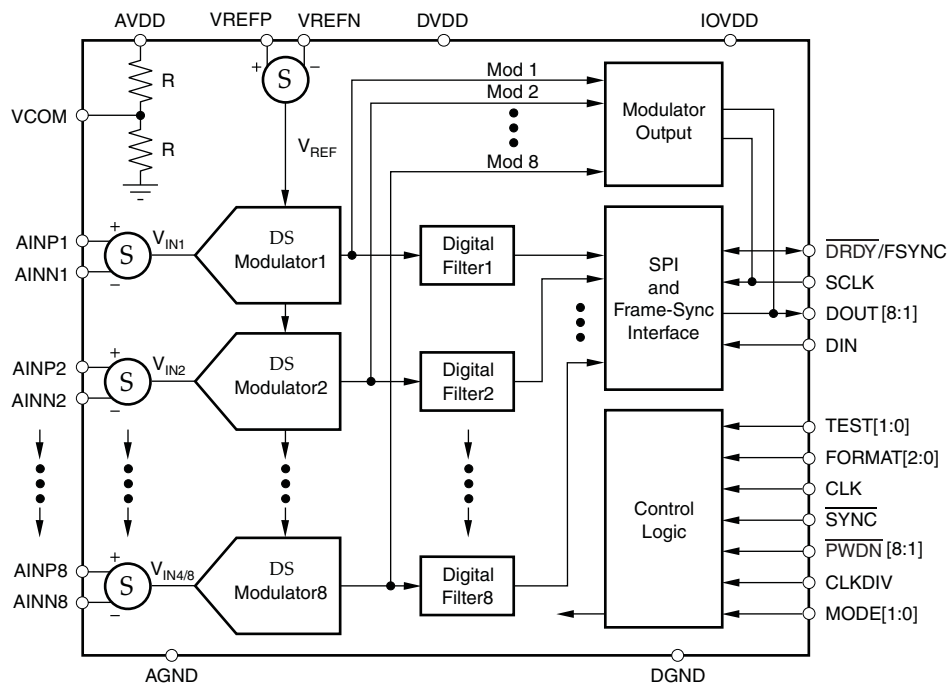 AVDD
VREFP
VREFN
DVDD
IOVDD
+
S
−
R
VCOM
R
VREF
Mod 1
Mod 2
Mod 8
Modulator
Output
AINP1
AINN1
+
S
−
VIN1
DS
Modulator1
Digital
Filter1
SPI
and
Frame-Sync
Interface
DRDY/FSYNC
SCLK
DOUT[8:1]
DIN
AINP2
AINN2
+
S
−
VIN2
DS
Modulator2
Digital
Filter2
TEST[1:0]
FORMAT[2:0]
CLK
SYNC
PWDN[8:1]
CLKDIV
MODE[1:0]
Control
Logic
AINP8
AINN8
+
S
−
VIN4/8
DS
Modulator8
Digital
Filter8
AGND
DGND